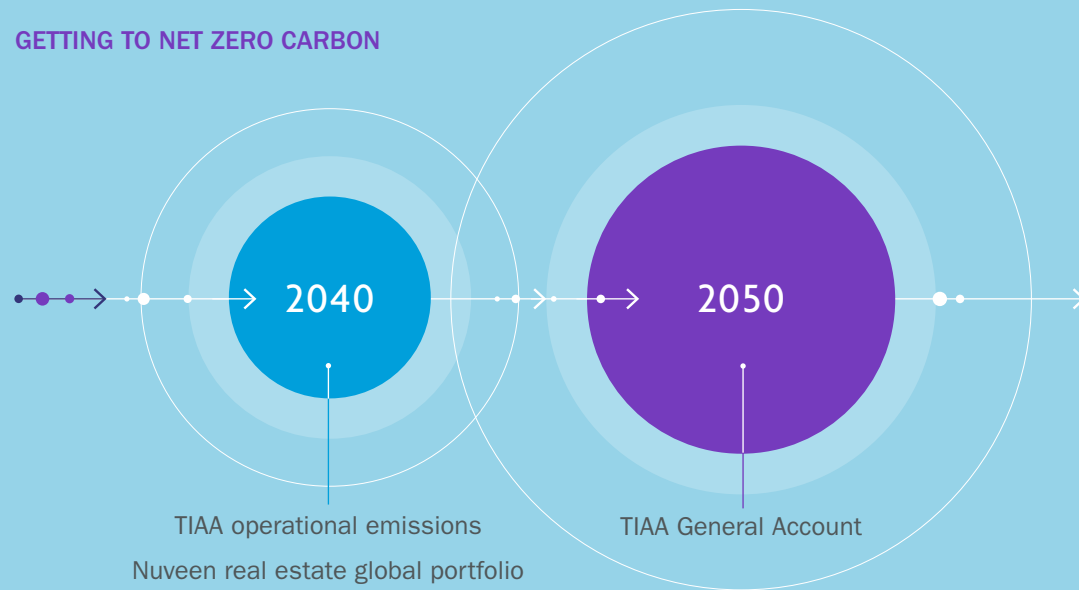 GETTING TO NET ZERO CARBON
2040
2050
TIAA operational emissions
Nuveen real estate global portfolio
TIAA General Account